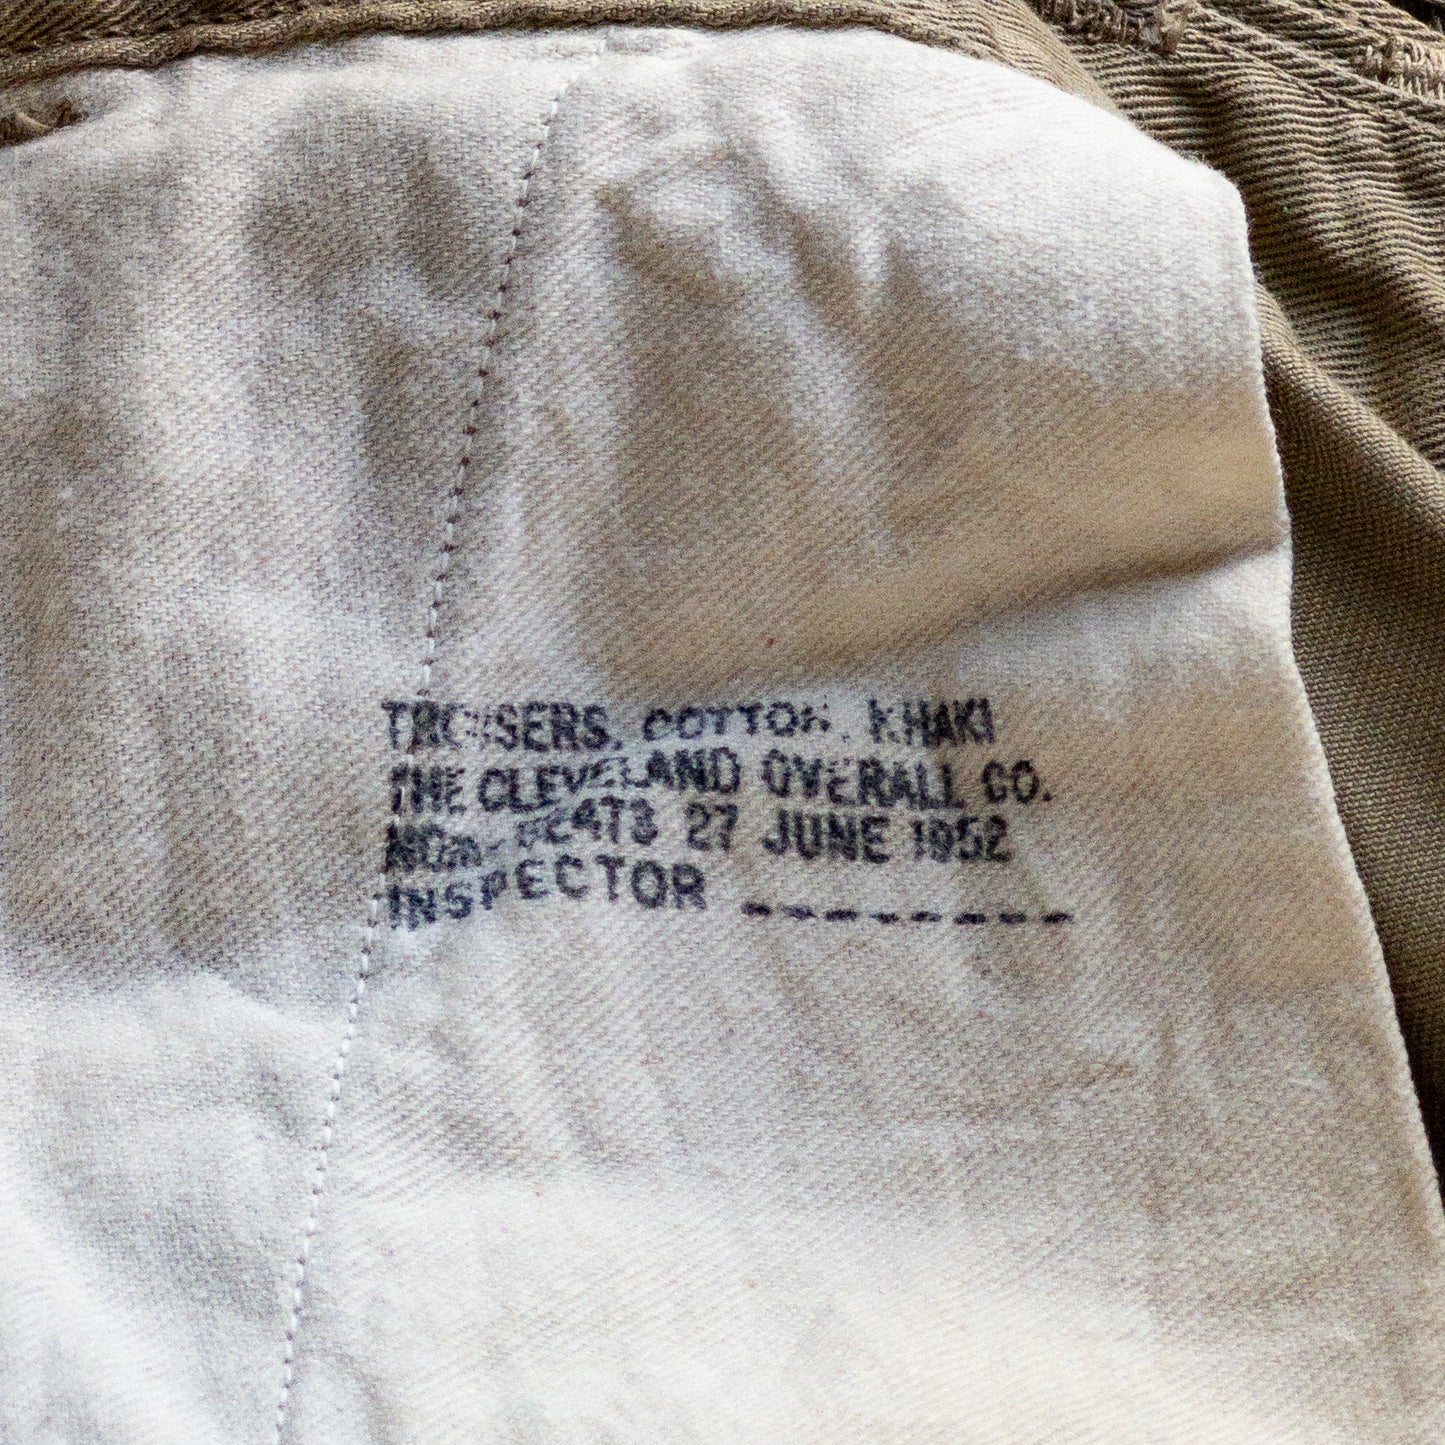 TROUSERS, COTTON, KHAKI
THE CLEVELAND OVERALL CO.
27 JUNE 1952
INSPECTOR --------